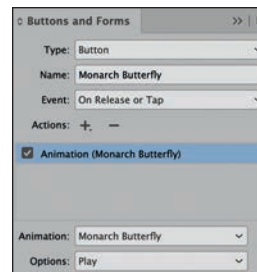 Buttons and Forms
Type: Button
Name: Monarch Butterfly
Event: On Release or Tap
Actions: + −
Animation (Monarch Butterfly)
Animation: Monarch Butterfly
Options: Play